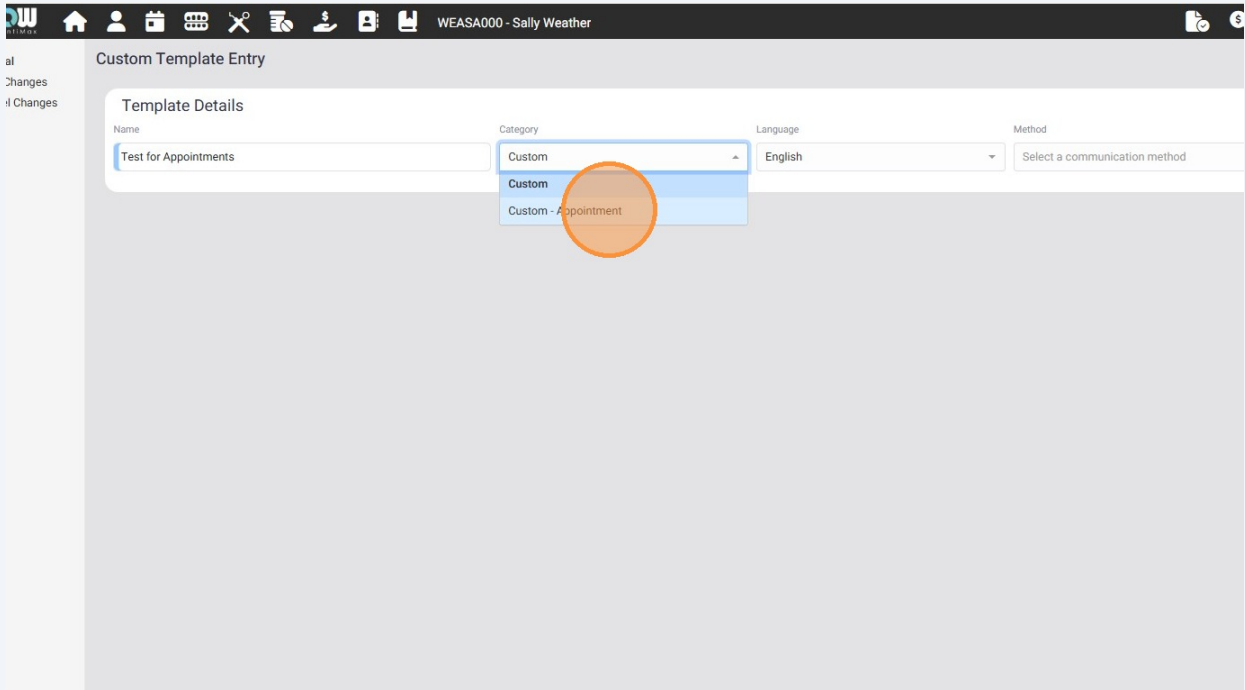 WEASA000 - Sally Weather
al
Changes
el Changes
Custom Template Entry
Template Details
Name
Category
Language
Method
Test for Appointments
Custom
English
Select a communication method
Custom
Custom - Appointment